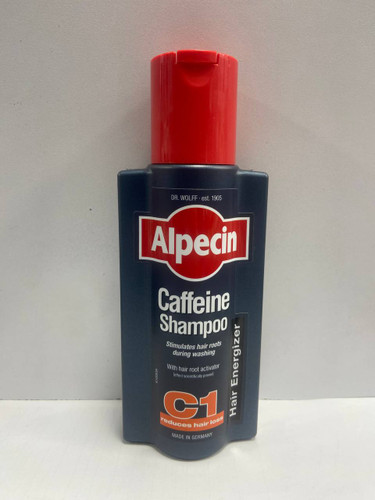 DR. WOLFF · est. 1905
Alpecin
Caffeine
Shampoo
Stimulates hair roots
during washing
With hair root activator
C1
reduces hair loss
MADE IN GERMANY
Hair Energizer